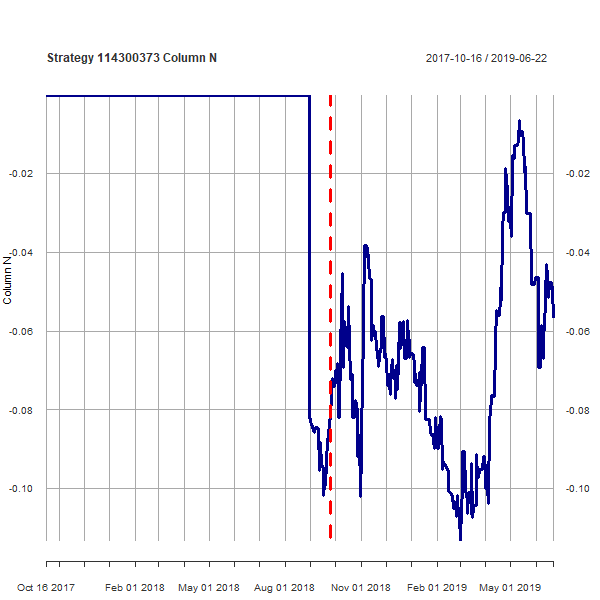 Strategy 114300373 Column N
2017-10-16 / 2019-06-22
Column N
-0.02
-0.04
-0.06
-0.08
-0.10
-0.02
-0.04
-0.06
-0.08
-0.10
Oct 16 2017
Feb 01 2018
May 01 2018
Aug 01 2018
Nov 01 2018
Feb 01 2019
May 01 2019